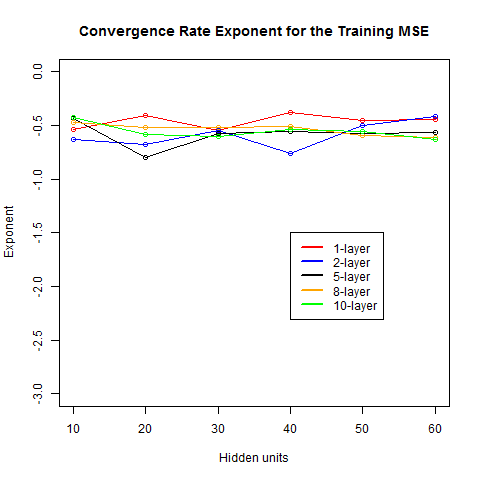 Convergence Rate Exponent for the Training MSE
Exponent
0.0
-0.5
-1.0
-1.5
-2.0
-2.5
-3.0
1-layer
2-layer
5-layer
8-layer
10-layer
10 20 30 40 50 60
Hidden units